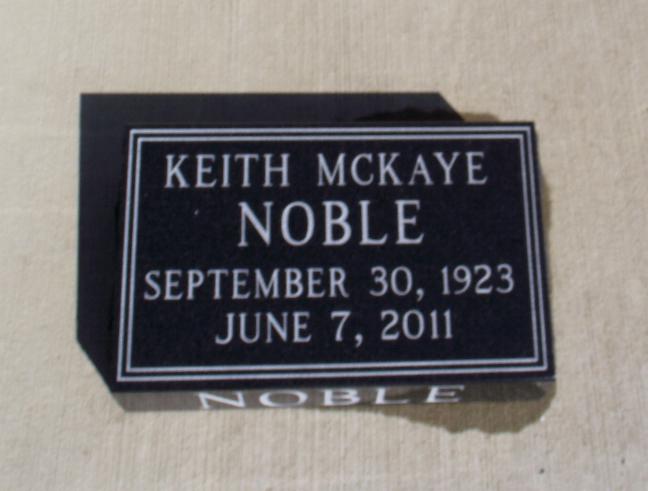 KEITH MCKAYE
NOBLE
SEPTEMBER 30, 1923
JUNE 7, 2011
NOBLE